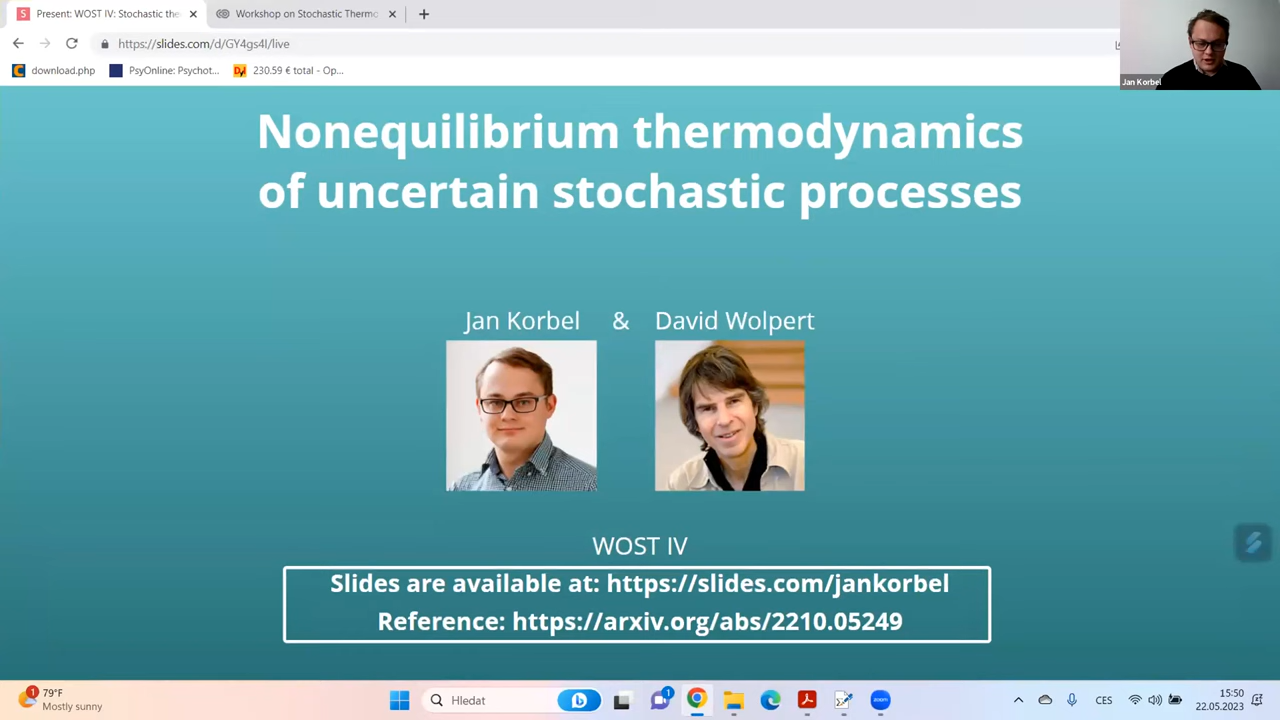 Present: WOST IV: Stochastic the
Workshop on Stochastic Thermo
https://slides.com/d/GY4gs4I/live
download.php
PsyOnline: Psychot...
230.59 € total - Op...
Jan Korbel
Nonequilibrium thermodynamics
of uncertain stochastic processes
Jan Korbel & David Wolpert
WOST IV
Slides are available at: https://slides.com/jankorbel
Reference: https://arxiv.org/abs/2210.05249
1
79°F
Mostly sunny
Hledat
1
zoom
CES
15:50
22.05.2023